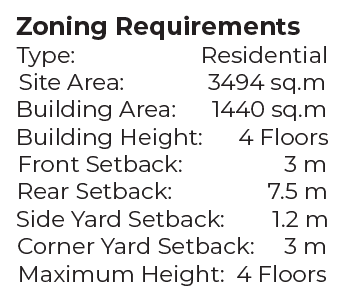 Zoning Requirements
Type: Residential
Site Area: 3494 sq.m
Building Area: 1440 sq.m
Building Height: 4 Floors
Front Setback: 3 m
Rear Setback: 7.5 m
Side Yard Setback: 1.2 m
Corner Yard Setback: 3 m
Maximum Height: 4 Floors